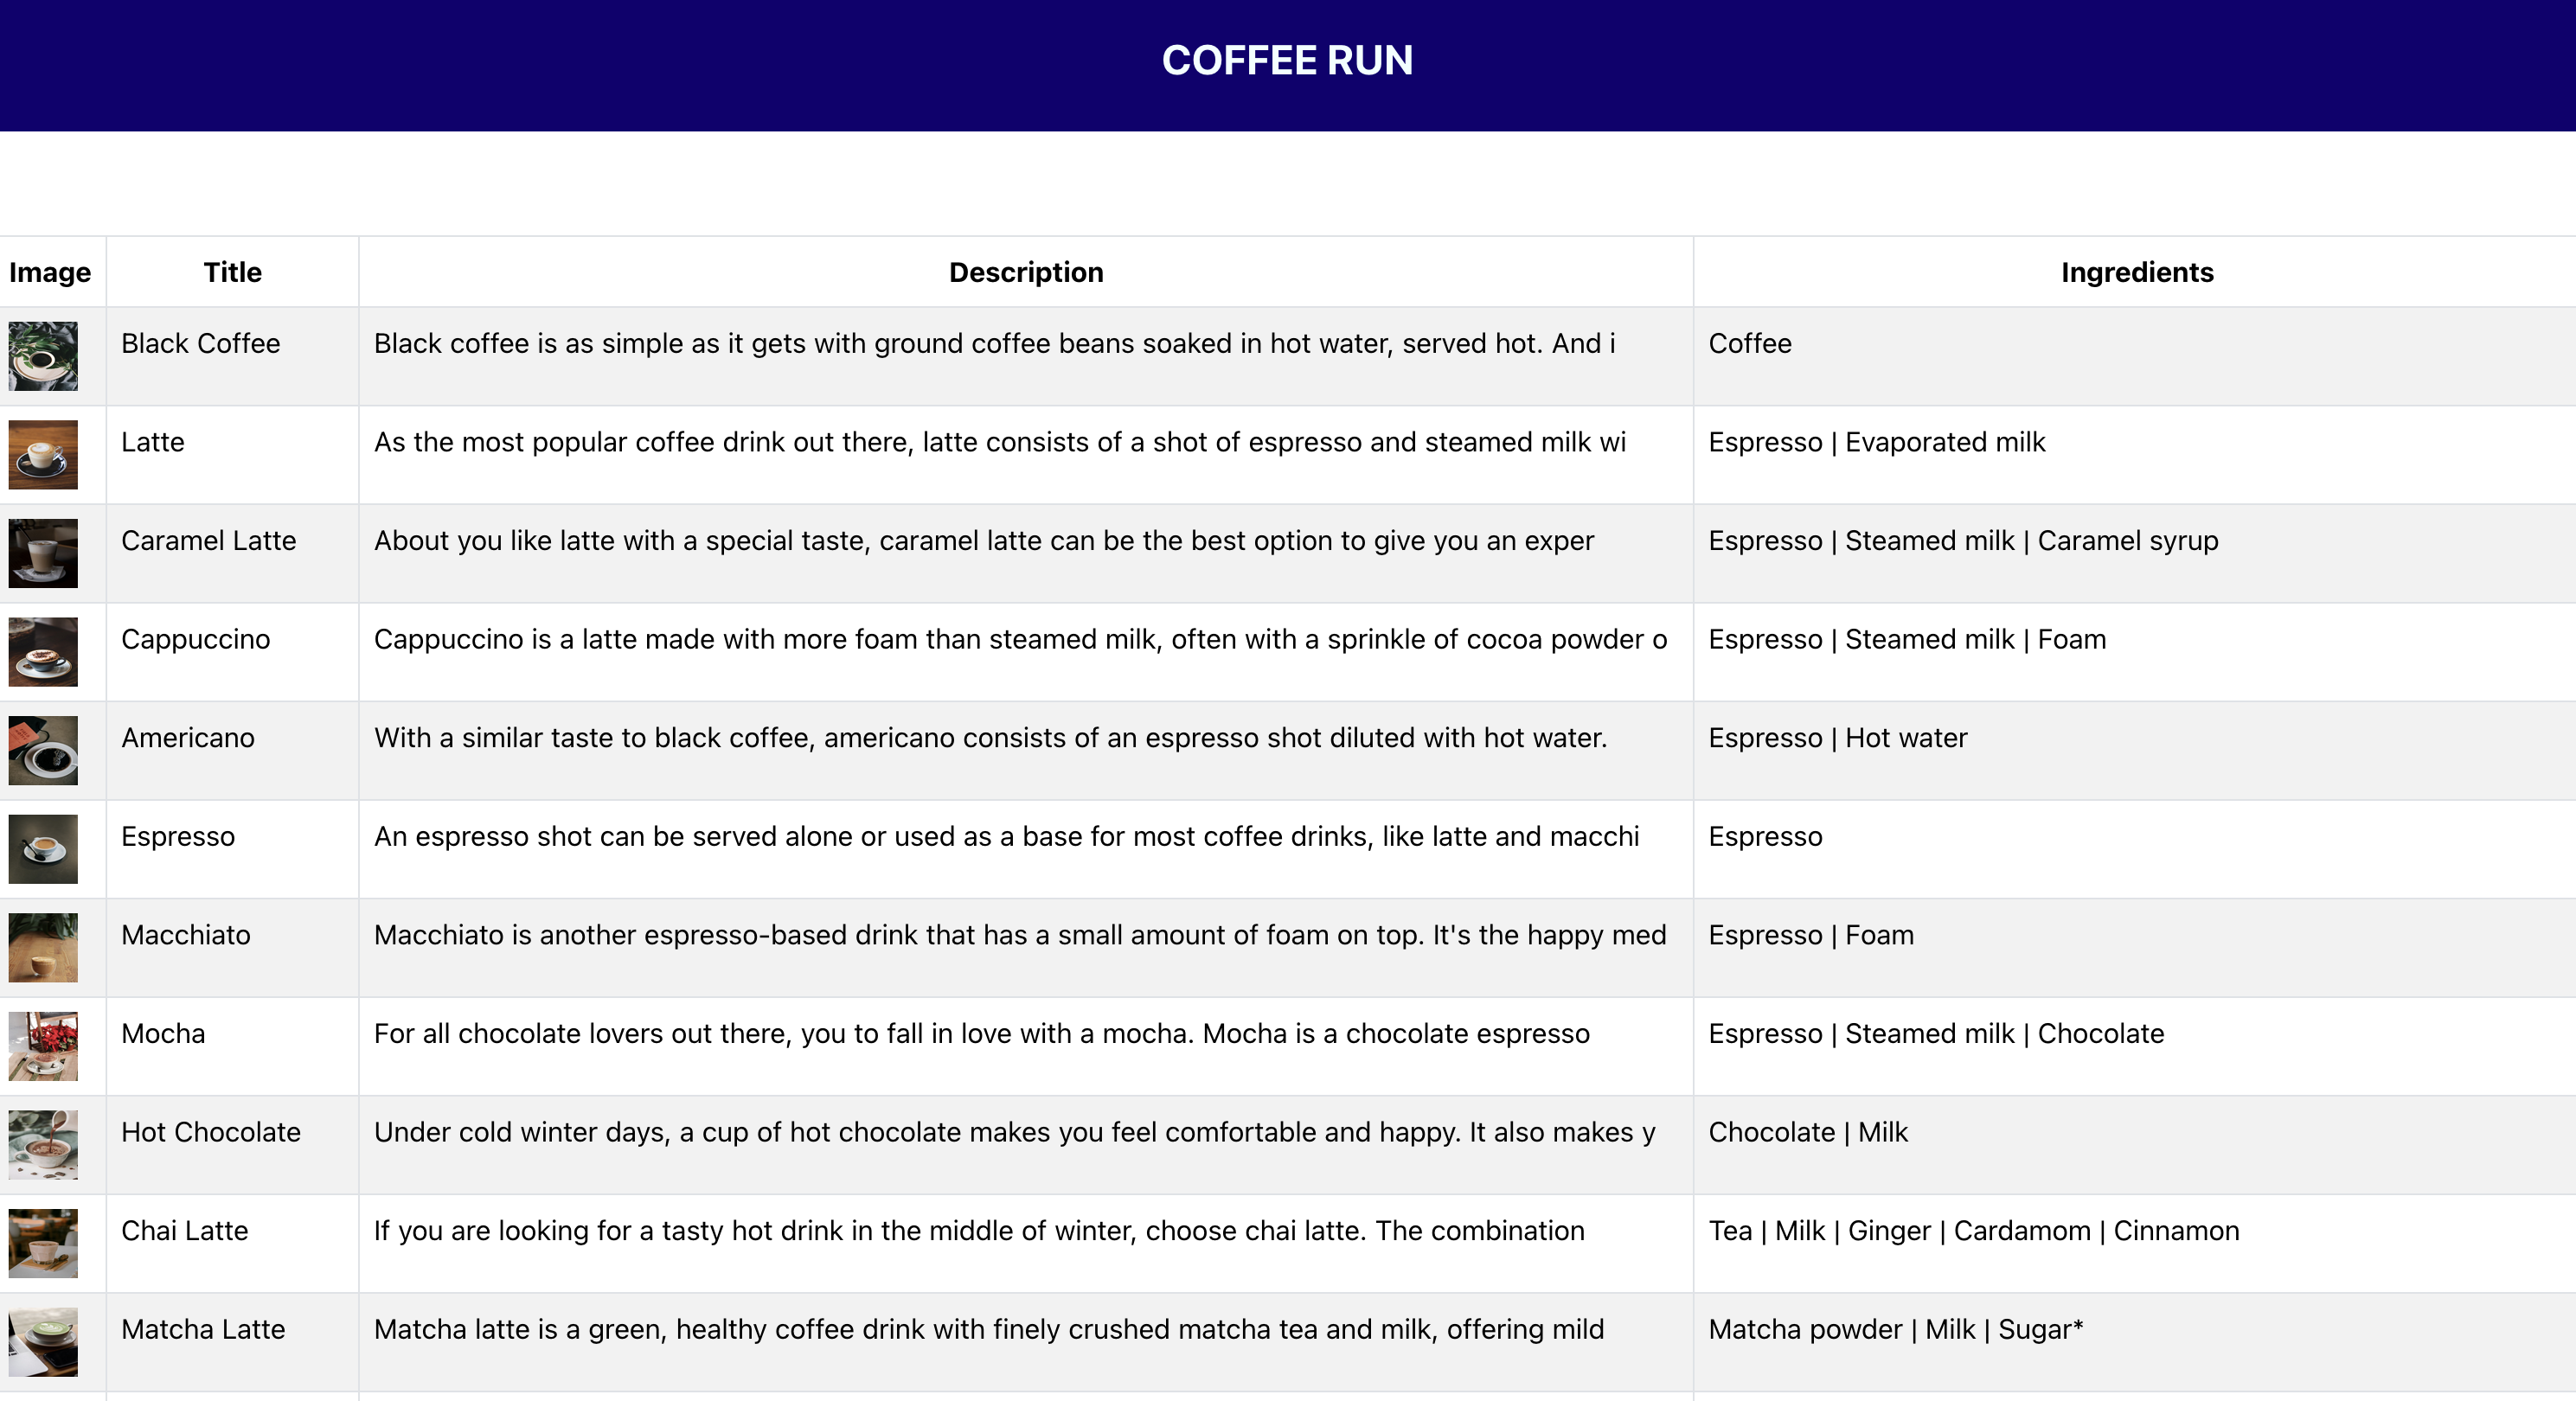 COFFEE RUN
Image Title Description Ingredients
Black Coffee Black coffee is as simple as it gets with ground coffee beans soaked in hot water, served hot. And i Coffee
Latte As the most popular coffee drink out there, latte consists of a shot of espresso and steamed milk wi Espresso | Evaporated milk
Caramel Latte About you like latte with a special taste, caramel latte can be the best option to give you an exper Espresso | Steamed milk | Caramel syrup
Cappuccino Cappuccino is a latte made with more foam than steamed milk, often with a sprinkle of cocoa powder o Espresso | Steamed milk | Foam
Americano With a similar taste to black coffee, americano consists of an espresso shot diluted with hot water. Espresso | Hot water
Espresso An espresso shot can be served alone or used as a base for most coffee drinks, like latte and macchi Espresso
Macchiato Macchiato is another espresso-based drink that has a small amount of foam on top. It's the happy med Espresso | Foam
Mocha For all chocolate lovers out there, you to fall in love with a mocha. Mocha is a chocolate espresso Espresso | Steamed milk | Chocolate
Hot Chocolate Under cold winter days, a cup of hot chocolate makes you feel comfortable and happy. It also makes y Chocolate | Milk
Chai Latte If you are looking for a tasty hot drink in the middle of winter, choose chai latte. The combination Tea | Milk | Ginger | Cardamom | Cinnamon
Matcha Latte Matcha latte is a green, healthy coffee drink with finely crushed matcha tea and milk, offering mild Matcha powder | Milk | Sugar*